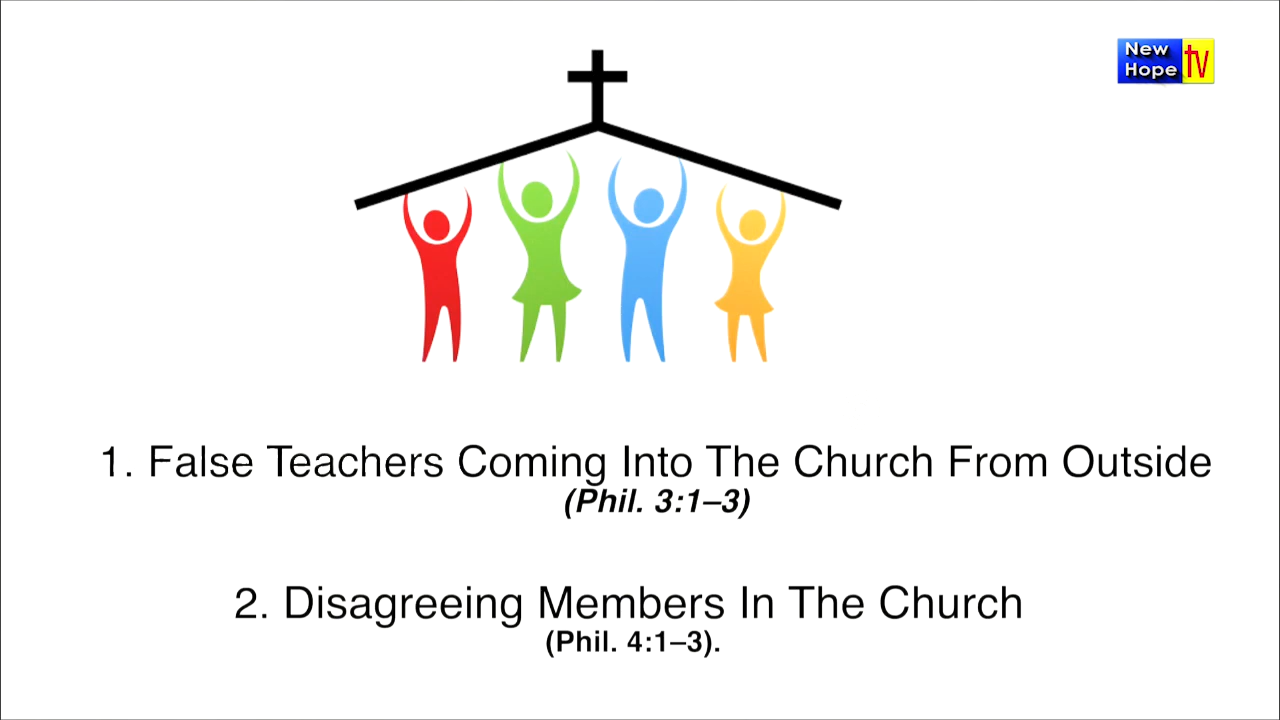 New
Hope
tv
1. False Teachers Coming Into The Church From Outside
(Phil. 3:1–3)
2. Disagreeing Members In The Church
(Phil. 4:1–3).